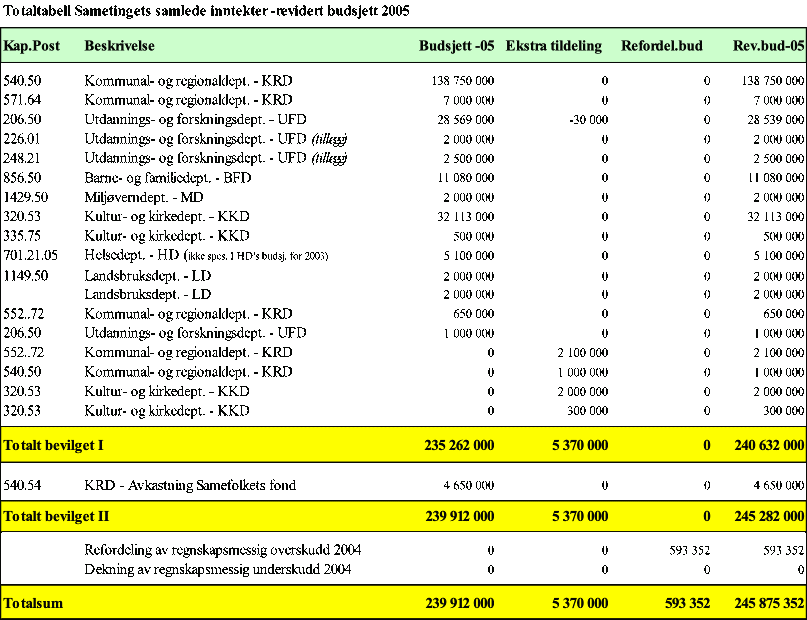 Totaltabell Sametingets samlede inntekter -revidert budsjett 2005
Kap.Post Beskrivelse Budsjett -05 Ekstra tildeling Refordel.bud Rev.bud-05
540.50 Kommunal- og regionaldept. - KRD 138 750 000 0 0 138 750 000
571.64 Kommunal- og regionaldept. - KRD 7 000 000 0 0 7 000 000
206.50 Utdannings- og forskningsdept. - UFD 28 569 000 -30 000 0 28 539 000
226.01 Utdannings- og forskningsdept. - UFD (tillegg) 2 000 000 0 0 2 000 000
248.21 Utdannings- og forskningsdept. - UFD (tillegg) 2 500 000 0 0 2 500 000
856.50 Barne- og familiedept. - BFD 11 080 000 0 0 11 080 000
1429.50 Miljøverndept. - MD 2 000 000 0 0 2 000 000
320.53 Kultur- og kirkedept. - KKD 32 113 000 0 0 32 113 000
335.75 Kultur- og kirkedept. - KKD 500 000 0 0 500 000
701.21.05 Helsedept. - HD (ikke spes. I HD's budsj. for 2003) 5 100 000 0 0 5 100 000
1149.50 Landsbruksdept. - LD 2 000 000 0 0 2 000 000
Landsbruksdept. - LD 2 000 000 0 0 2 000 000
552..72 Kommunal- og regionaldept. - KRD 650 000 0 0 650 000
206.50 Utdannings- og forskningsdept. - UFD 1 000 000 0 0 1 000 000
552..72 Kommunal- og regionaldept. - KRD 0 2 100 000 0 2 100 000
540.50 Kommunal- og regionaldept. - KRD 0 1 000 000 0 1 000 000
320.53 Kultur- og kirkedept. - KKD 0 2 000 000 0 2 000 000
320.53 Kultur- og kirkedept. - KKD 0 300 000 0 300 000
Totalt bevilget I 235 262 000 5 370 000 0 240 632 000
540.54 KRD - Avkastning Samefolkets fond 4 650 000 0 0 4 650 000
Totalt bevilget II 239 912 000 5 370 000 0 245 282 000
Refordeling av regnskapsmessig overskudd 2004 0 0 593 352 593 352
Dekning av regnskapsmessig underskudd 2004 0 0 0 0
Totalsum 239 912 000 5 370 000 593 352 245 875 352